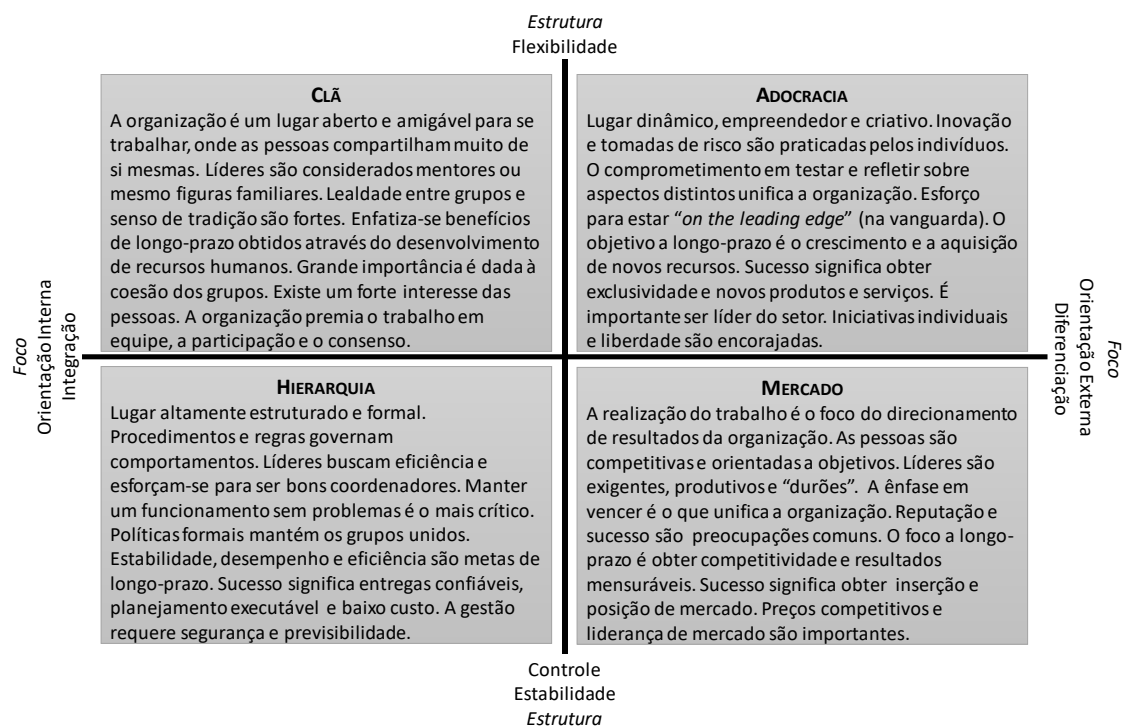 Estrutura
Flexibilidade
CLÃ
A organização é um lugar aberto e amigável para se
trabalhar, onde as pessoas compartilham muito de
si mesmas. Líderes são considerados mentores ou
mesmo figuras familiares. Lealdade entre grupos e
senso de tradição são fortes. Enfatiza-se benefícios
de longo-prazo obtidos através do desenvolvimento
de recursos humanos. Grande importância é dada à
coesão dos grupos. Existe um forte interesse das
pessoas. A organização premia o trabalho em
equipe, a participação e o consenso.
ADOCRACIA
Lugar dinâmico, empreendedor e criativo. Inovação
e tomadas de risco são praticadas pelos indivíduos.
O comprometimento em testar e refletir sobre
aspectos distintos unifica a organização. Esforço
para estar “on the leading edge” (na vanguarda). O
objetivo a longo-prazo é o crescimento e a aquisição
de novos recursos. Sucesso significa obter
exclusividade e novos produtos e serviços. É
importante ser líder do setor. Iniciativas individuais
e liberdade são encorajadas.
Foco
Orientação Interna
Integração
Foco
Orientação Externa
Diferenciação
HIERARQUIA
Lugar altamente estruturado e formal.
Procedimentos e regras governam
comportamentos. Líderes buscam eficiência e
esforçam-se para ser bons coordenadores. Manter
um funcionamento sem problemas é o mais crítico.
Políticas formais mantém os grupos unidos.
Estabilidade, desempenho e eficiência são metas de
longo-prazo. Sucesso significa entregas confiáveis,
planejamento executável e baixo custo. A gestão
requere segurança e previsibilidade.
MERCADO
A realização do trabalho é o foco do direcionamento
de resultados da organização. As pessoas são
competitivas e orientadas a objetivos. Líderes são
exigentes, produtivos e “durões”. A ênfase em
vencer é o que unifica a organização. Reputação e
sucesso são preocupações comuns. O foco a longo-
prazo é obter competitividade e resultados
mensuráveis. Sucesso significa obter inserção e
posição de mercado. Preços competitivos e
liderança de mercado são importantes.
Controle
Estabilidade
Estrutura